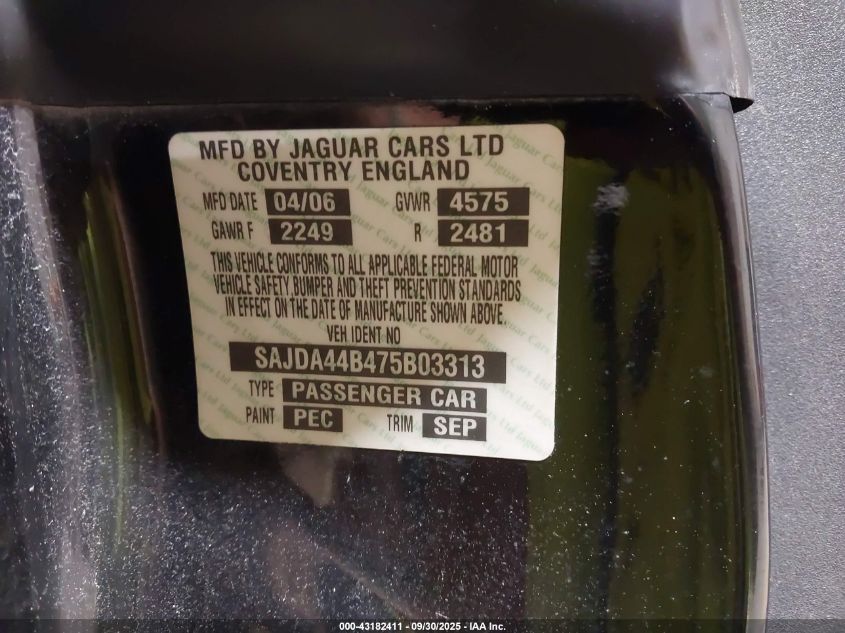 MFD BY JAGUAR CARS LTD
COVENTRY ENGLAND
MFD DATE 04/06 GVWR 4575
GAWR F 2249 R 2481
THIS VEHICLE CONFORMS TO ALL APPLICABLE FEDERAL MOTOR
VEHICLE SAFETY BUMPER AND THEFT PREVENTION STANDARDS
IN EFFECT ON THE DATE OF MANUFACTURE SHOWN ABOVE.
VEH IDENT NO
SAJDA44B475B03313
TYPE PASSENGER CAR
PAINT PEC TRIM SEP
000-43182411 - 09/30/2025 - IAA Inc.